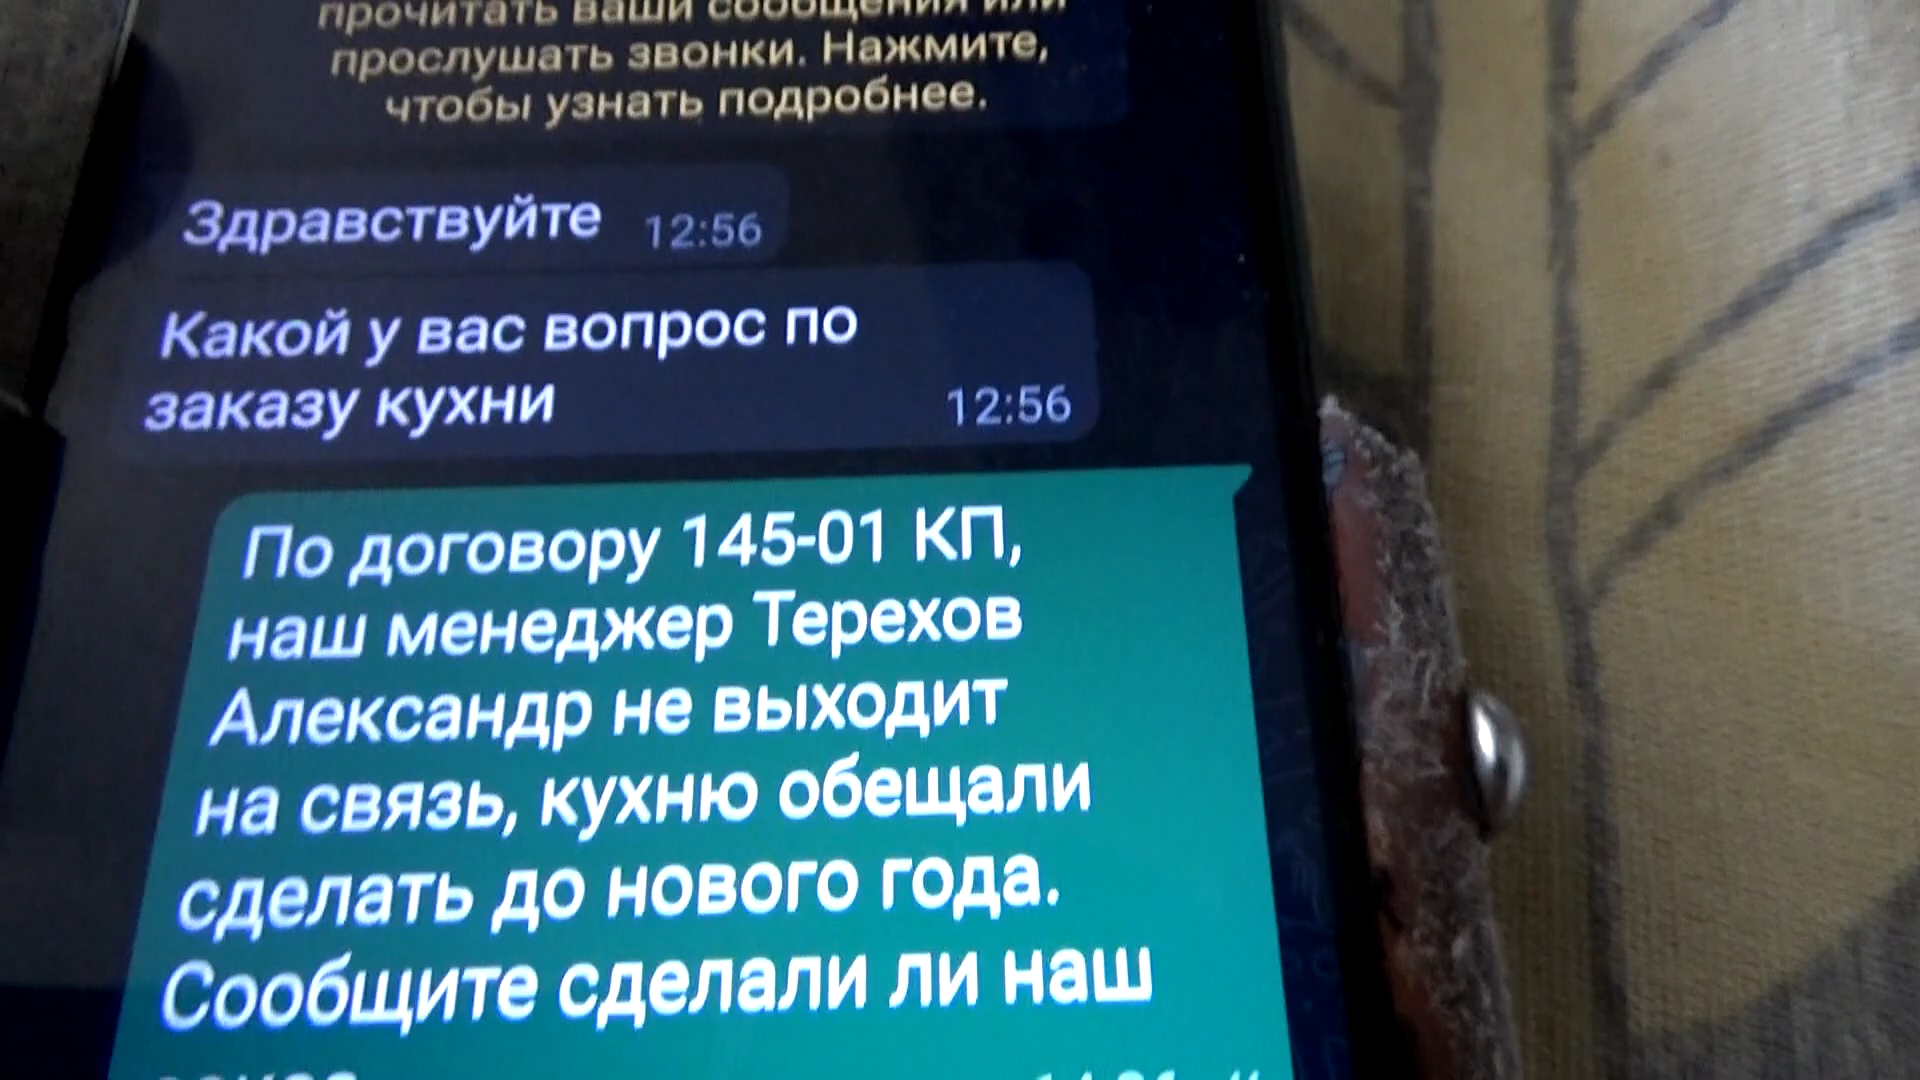 прочитать ваши сообщения или
прослушать звонки. Нажмите,
чтобы узнать подробнее.
Здравствуйте 12:56
Какой у вас вопрос по
заказу кухни 12:56
По договору 145-01 КП,
наш менеджер Терехов
Александр не выходит
на связь, кухню обещали
сделать до нового года.
Сообщите сделали ли наш